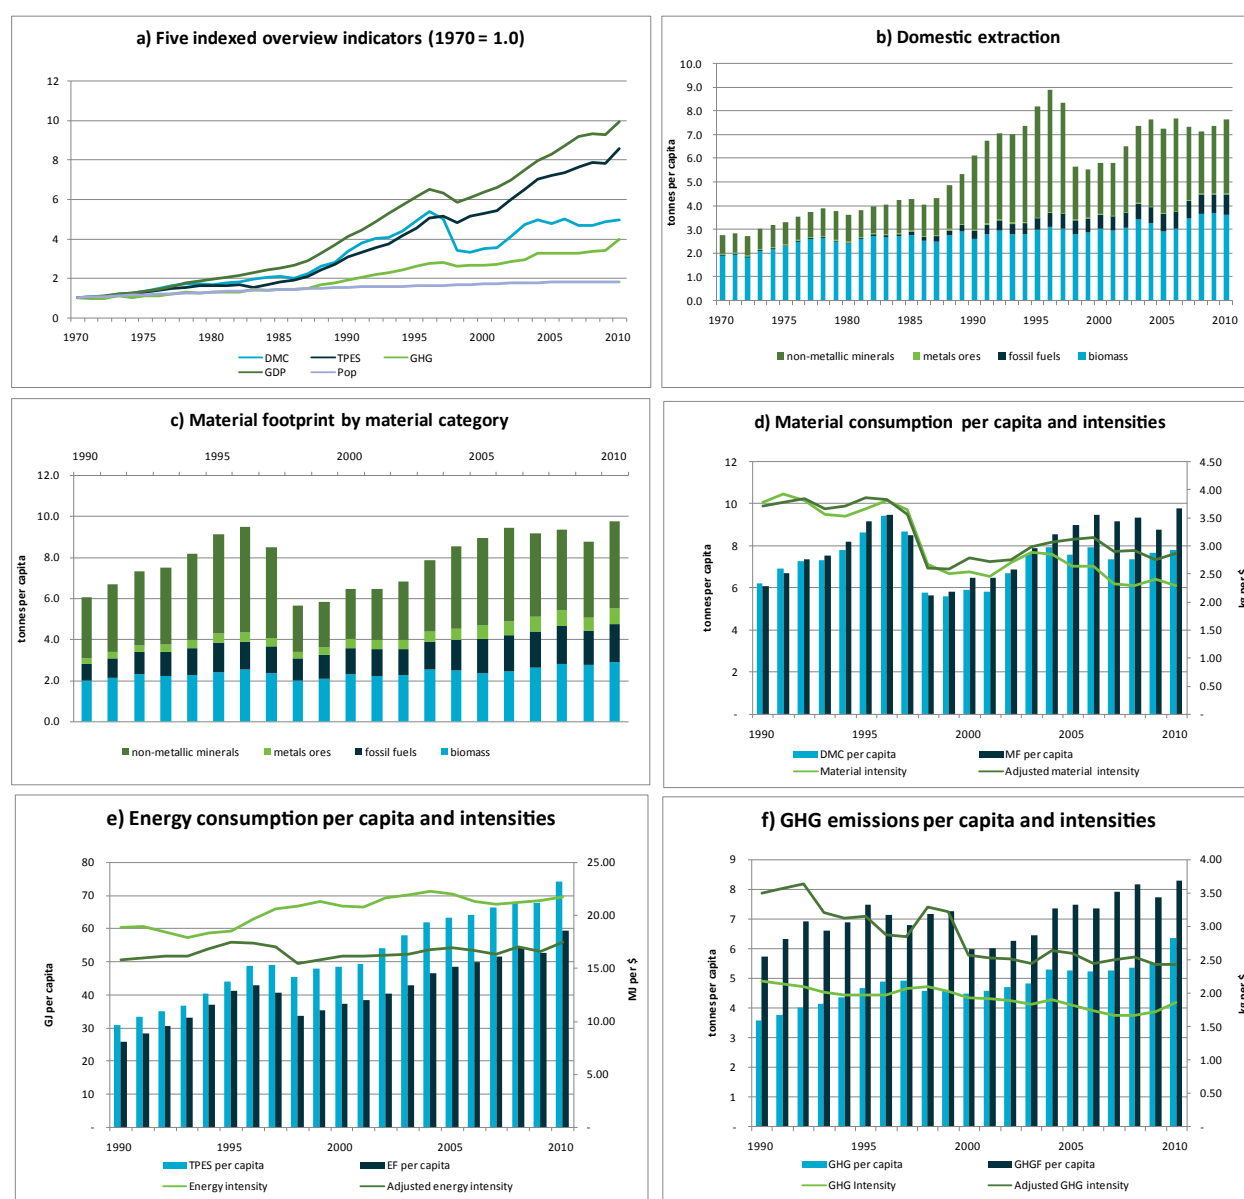 a) Five indexed overview indicators (1970 = 1.0)
12
10
8
6
4
2
0
1970 1975 1980 1985 1990 1995 2000 2005 2010
DMC TPES GHG
GDP Pop
b) Domestic extraction
tonnes per capita
10.0
9.0
8.0
7.0
6.0
5.0
4.0
3.0
2.0
1.0
0.0
1970 1975 1980 1985 1990 1995 2000 2005 2010
non-metallic minerals metals ores fossil fuels biomass
c) Material footprint by material category
1990 1995 2000 2005 2010
tonnes per capita
12.0
10.0
8.0
6.0
4.0
2.0
0.0
non-metallic minerals metals ores fossil fuels biomass
d) Material consumption per capita and intensities
tonnes per capita
12
10
8
6
4
2
-
4.50
4.00
3.50
3.00
2.50
2.00
1.50
1.00
0.50
-
kg per $
1990 1995 2000 2005 2010
DMC per capita MF per capita
Material intensity Adjusted material intensity
e) Energy consumption per capita and intensities
GJ per capita
80
70
60
50
40
30
20
10
-
25.00
20.00
15.00
10.00
5.00
-
MJ per $
1990 1995 2000 2005 2010
TPES per capita EF per capita
Energy intensity Adjusted energy intensity
f) GHG emissions per capita and intensities
tonnes per capita
9
8
7
6
5
4
3
2
1
-
4.00
3.50
3.00
2.50
2.00
1.50
1.00
0.50
-
kg per $
1990 1995 2000 2005 2010
GHG per capita GHGF per capita
GHG Intensity Adjusted GHG intensity